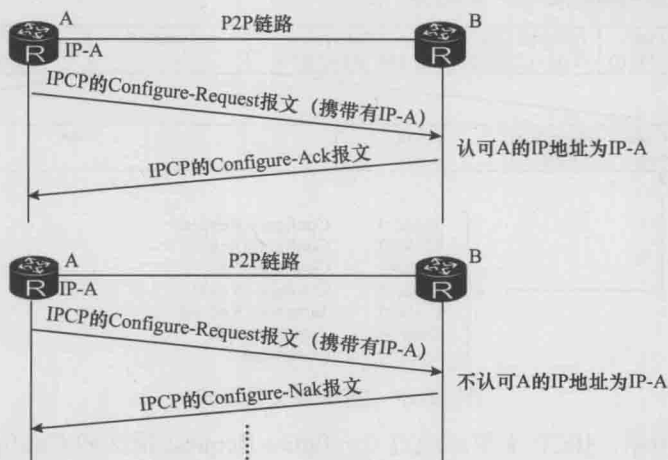 A
P2P链路
B
R
IP-A
R
IPCP的Configure-Request报文（携带有IP-A）
认可A的IP地址为IP-A
IPCP的Configure-Ack报文
A
P2P链路
B
R
IP-A
R
IPCP的Configure-Request报文（携带有IP-A）
不认可A的IP地址为IP-A
IPCP的Configure-Nak报文